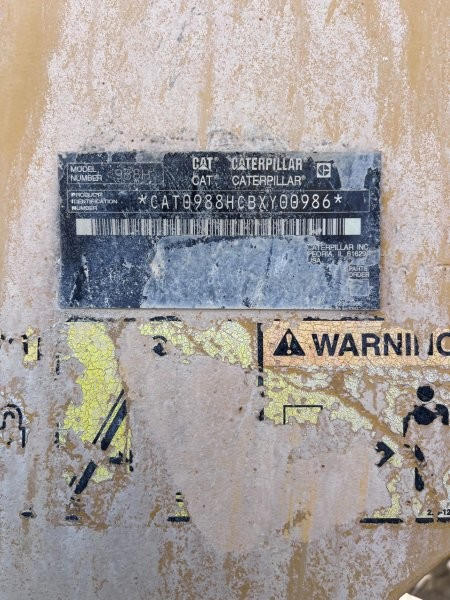 MODEL NUMBER 988H
CAT CATERPILLAR
CAT CATERPILLAR
PRODUCT IDENTIFICATION NUMBER
*CAT0988HCBXY00986*
CATERPILLAR INC.
PEORIA, IL 61629
USA
PARTS
ORDER
WARNING